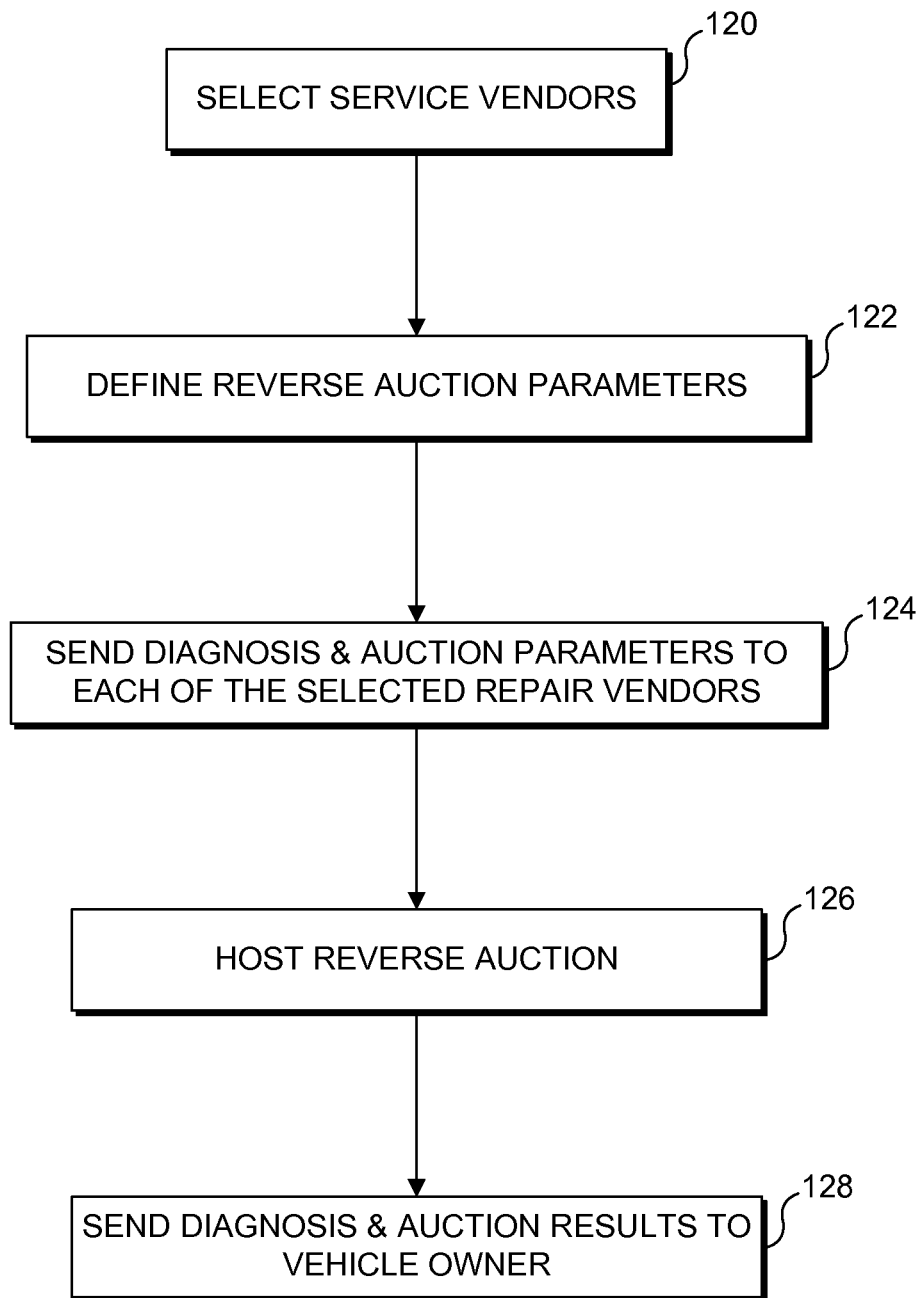 120
SELECT SERVICE VENDORS
122
DEFINE REVERSE AUCTION PARAMETERS
124
SEND DIAGNOSIS & AUCTION PARAMETERS TO
EACH OF THE SELECTED REPAIR VENDORS
126
HOST REVERSE AUCTION
128
SEND DIAGNOSIS & AUCTION RESULTS TO
VEHICLE OWNER